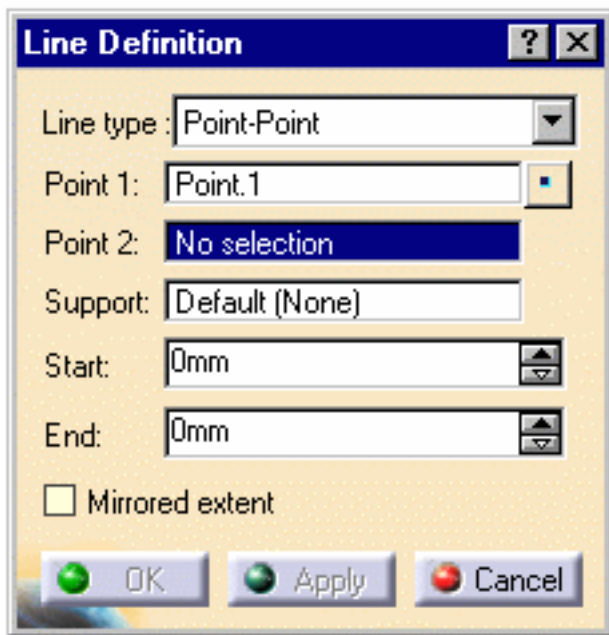 Line Definition ?
Line type : Point-Point
Point 1: Point.1
Point 2: No selection
Support: Default (None)
Start: 0mm
End: 0mm
Mirrored extent
OK Apply Cancel